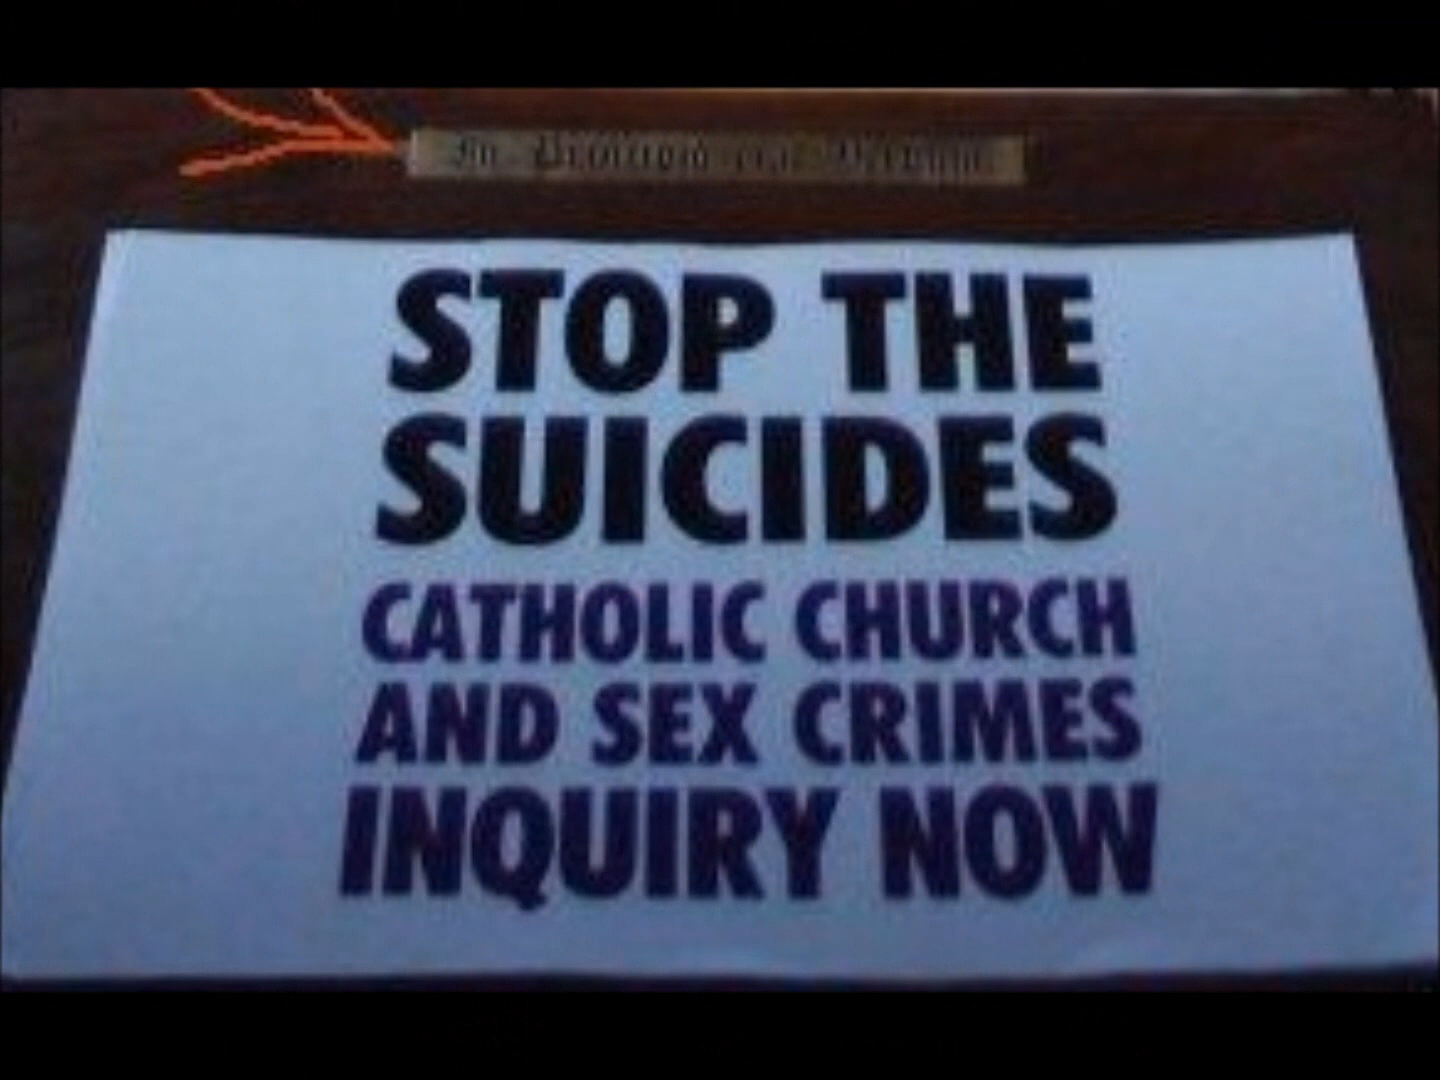 STOP THE
SUICIDES
CATHOLIC CHURCH
AND SEX CRIMES
INQUIRY NOW